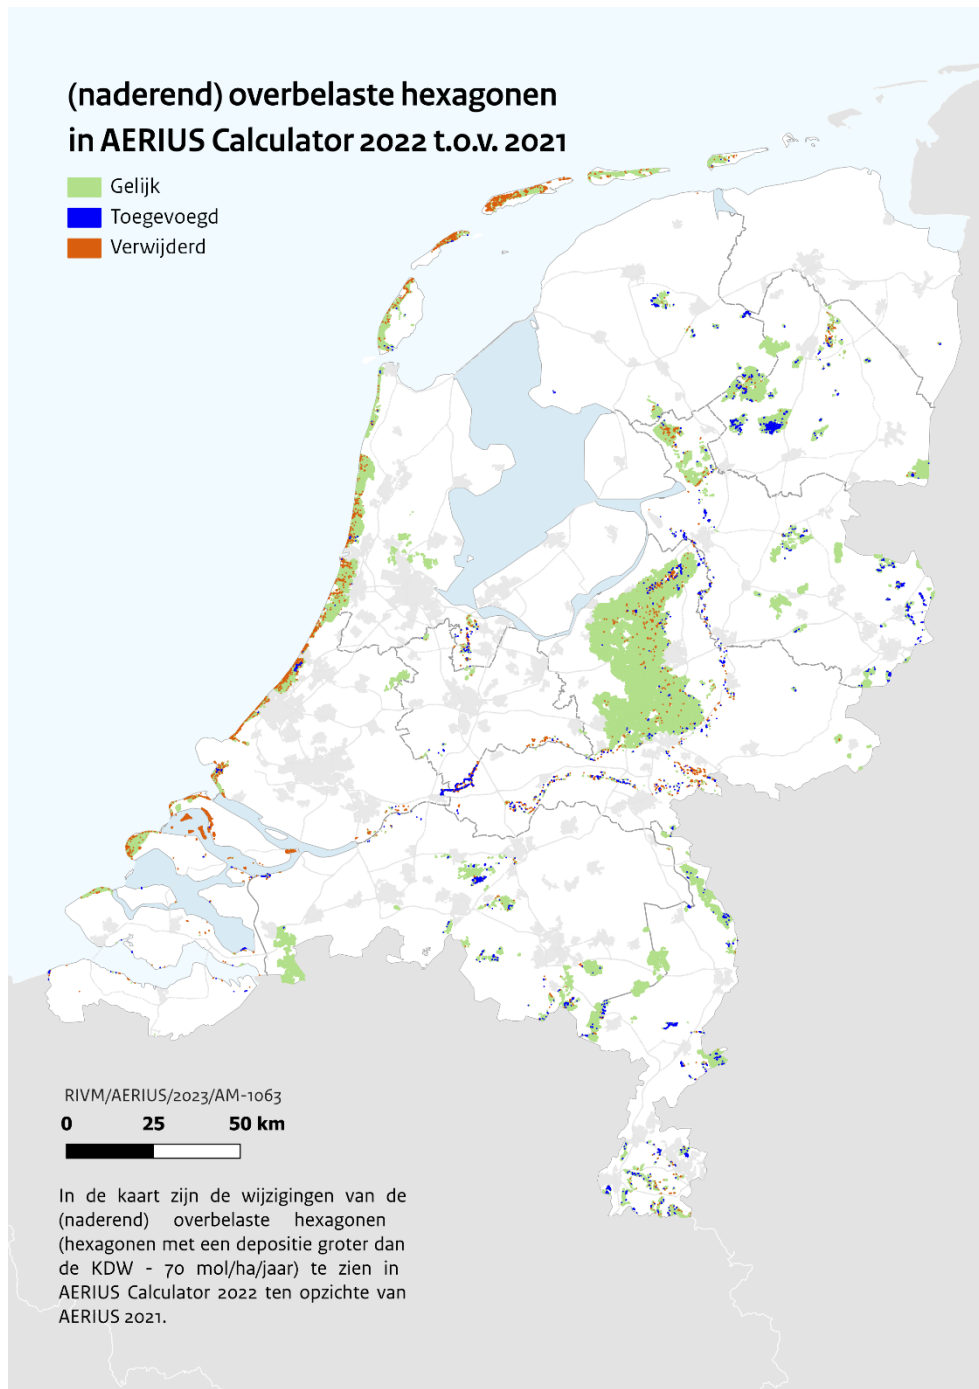 (naderend) overbelaste hexagonen
in AERIUS Calculator 2022 t.o.v. 2021
Gelijk
Toegevoegd
Verwijderd
RIVM/AERIUS/2023/AM-1063
0 25 50 km
In de kaart zijn de wijzigingen van de
(naderend) overbelaste hexagonen
(hexagonen met een depositie groter dan
de KDW - 70 mol/ha/jaar) te zien in
AERIUS Calculator 2022 ten opzichte van
AERIUS 2021.